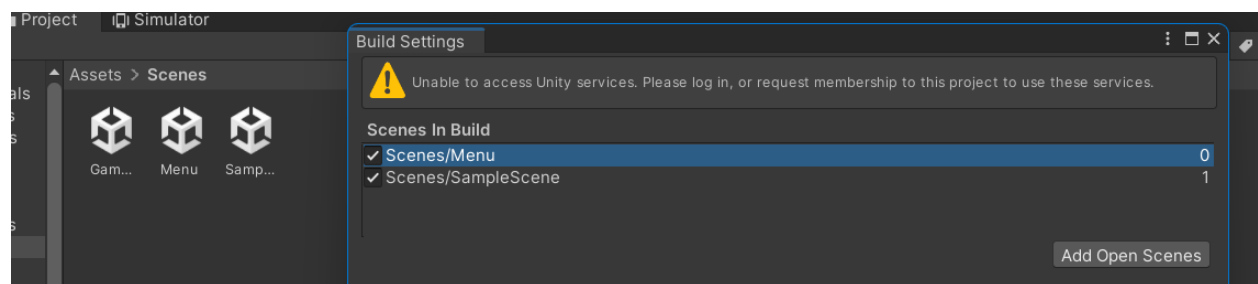 Project
Simulator
Build Settings
Assets > Scenes
Unable to access Unity services. Please log in, or request membership to this project to use these services.
als
s
s
Gam...
Menu
Samp...
Scenes In Build
Scenes/Menu 0
Scenes/SampleScene 1
s
Add Open Scenes